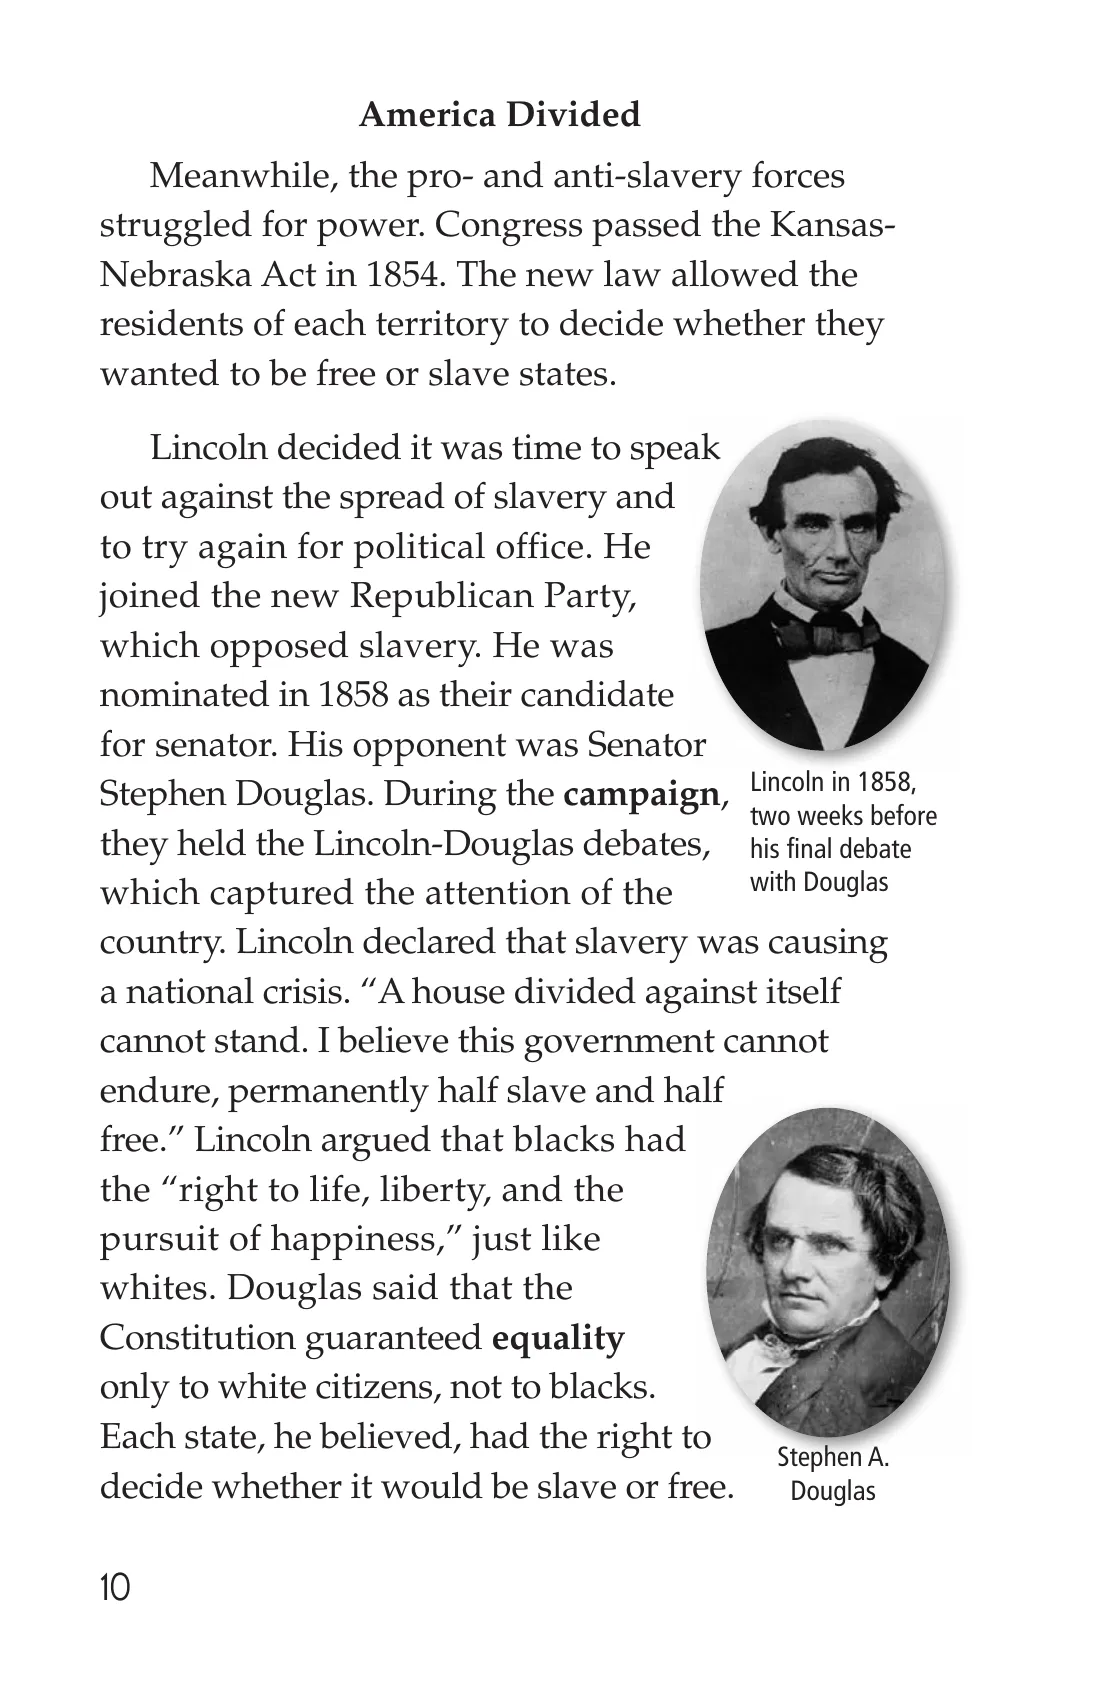 America Divided
Meanwhile, the pro- and anti-slavery forces
struggled for power. Congress passed the Kansas-
Nebraska Act in 1854. The new law allowed the
residents of each territory to decide whether they
wanted to be free or slave states.
Lincoln decided it was time to speak
out against the spread of slavery and
to try again for political office. He
joined the new Republican Party,
which opposed slavery. He was
nominated in 1858 as their candidate
for senator. His opponent was Senator
Stephen Douglas. During the campaign,
they held the Lincoln-Douglas debates,
which captured the attention of the
country. Lincoln declared that slavery was causing
a national crisis. “A house divided against itself
cannot stand. I believe this government cannot
endure, permanently half slave and half
free.” Lincoln argued that blacks had
the “right to life, liberty, and the
pursuit of happiness,” just like
whites. Douglas said that the
Constitution guaranteed equality
only to white citizens, not to blacks.
Each state, he believed, had the right to
decide whether it would be slave or free.
Lincoln in 1858,
two weeks before
his final debate
with Douglas
Stephen A.
Douglas
10